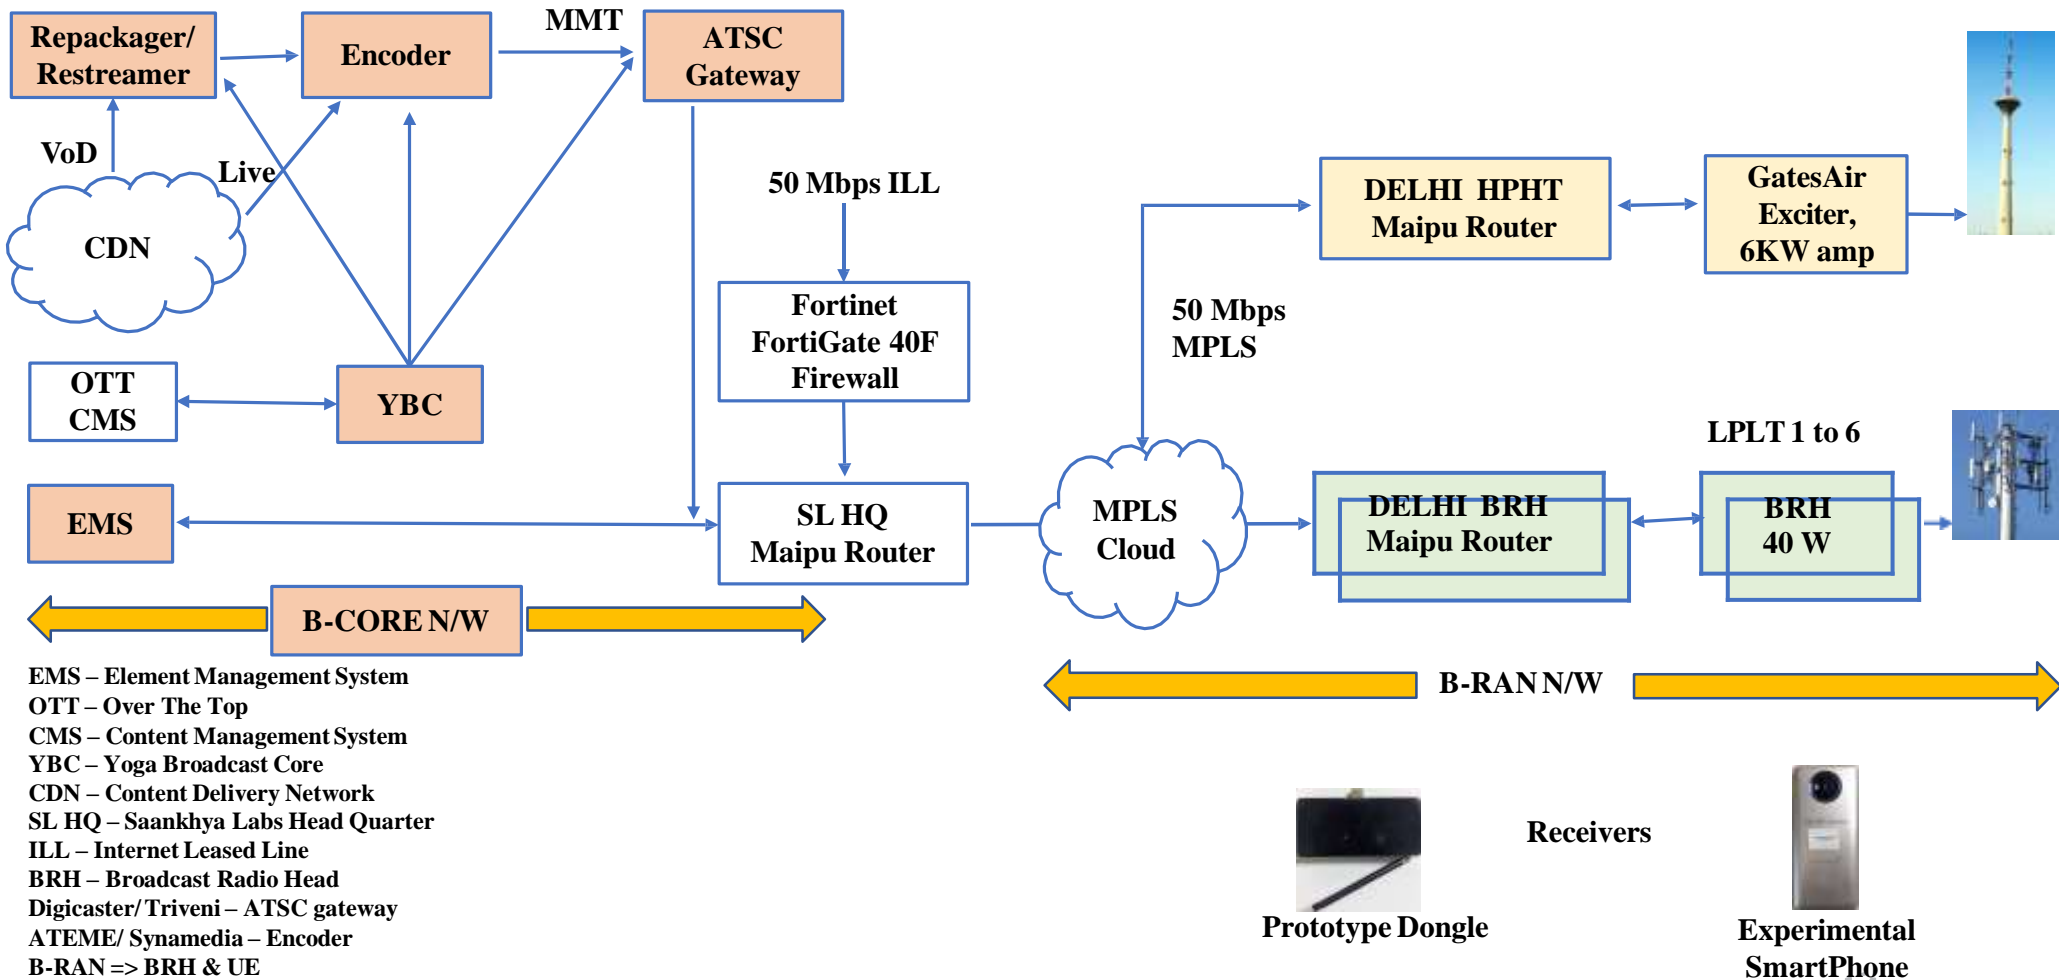 Repackager/
Restreamer
Encoder
MMT
ATSC
Gateway
VoD
Live
CDN
50 Mbps ILL
Fortinet
FortiGate 40F
Firewall
DELHI HPHT
Maipu Router
GatesAir
Exciter,
6KW amp
50 Mbps
MPLS
OTT
CMS
YBC
LPLT 1 to 6
EMS
SL HQ
Maipu Router
MPLS
Cloud
DELHI BRH
Maipu Router
BRH
40 W
B-CORE N/W
B-RAN N/W
EMS – Element Management System
OTT – Over The Top
CMS – Content Management System
YBC – Yoga Broadcast Core
CDN – Content Delivery Network
SL HQ – Saankhya Labs Head Quarter
ILL – Internet Leased Line
BRH – Broadcast Radio Head
Digicaster/ Triveni – ATSC gateway
ATEME/ Synamedia – Encoder
B-RAN => BRH & UE
Receivers
Prototype Dongle
Experimental
SmartPhone